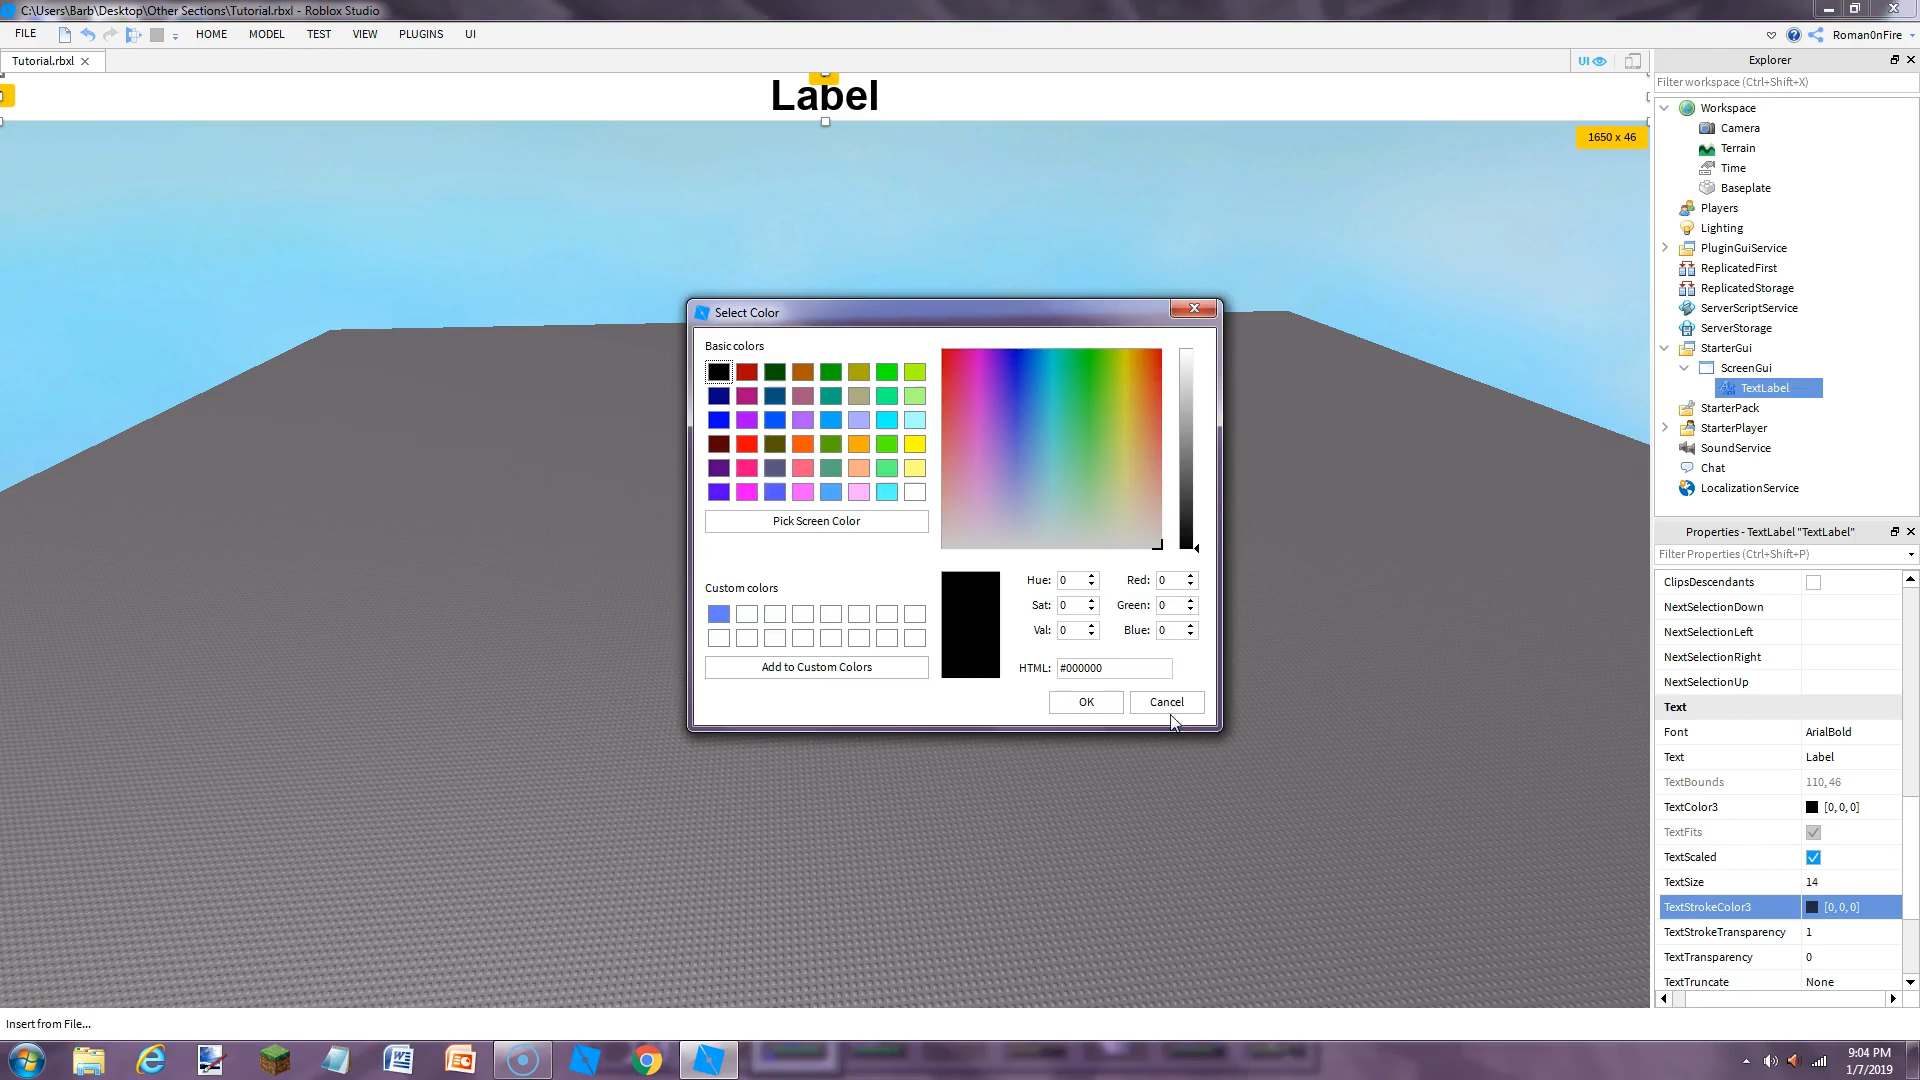 C:\Users\Barb\Desktop\Other Sections\Tutorial.rbxl - Roblox Studio
FILE HOME MODEL TEST VIEW PLUGINS UI Roman0nFire
Tutorial.rbxl UI
Label
1650 x 46
Select Color
Basic colors
Pick Screen Color
Custom colors
Add to Custom Colors
Hue: 0 Red: 0
Sat: 0 Green: 0
Val: 0 Blue: 0
HTML: #000000
OK Cancel
Explorer
Filter workspace (Ctrl+Shift+X)
Workspace
Camera
Terrain
Time
Baseplate
Players
Lighting
PluginGuiService
ReplicatedFirst
ReplicatedStorage
ServerScriptService
ServerStorage
StarterGui
ScreenGui
TextLabel
StarterPack
StarterPlayer
SoundService
Chat
LocalizationService
Properties - TextLabel "TextLabel"
Filter Properties (Ctrl+Shift+P)
ClipsDescendants
NextSelectionDown
NextSelectionLeft
NextSelectionRight
NextSelectionUp
Text
Font ArialBold
Text Label
TextBounds 110, 46
TextColor3 [0, 0, 0]
TextFits
TextScaled
TextSize 14
TextStrokeColor3 [0, 0, 0]
TextStrokeTransparency 1
TextTransparency 0
TextTruncate None
Insert from File...
9:04 PM
1/7/2019